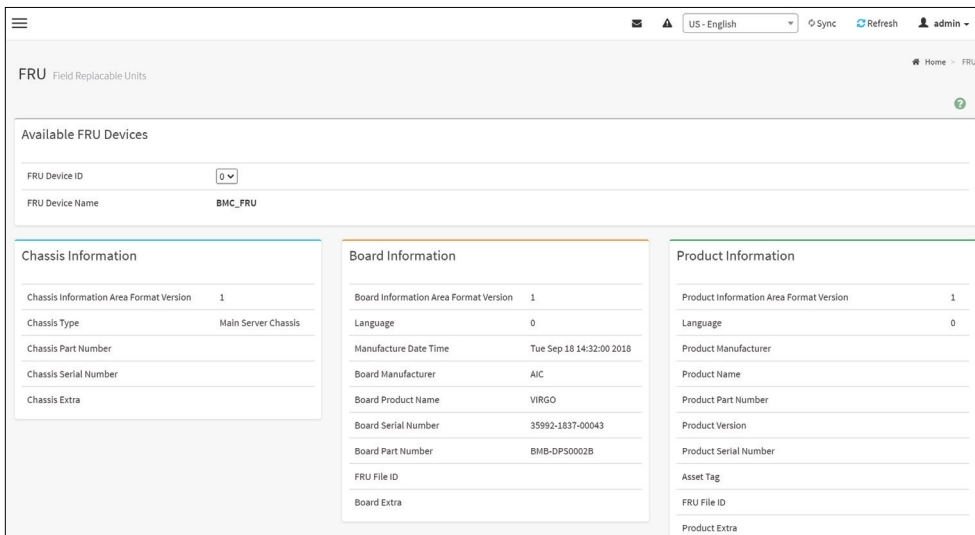 US - English Sync Refresh admin
FRU Field Replacable Units
Home > FRU
Available FRU Devices
FRU Device ID 0
FRU Device Name BMC_FRU
Chassis Information
Chassis Information Area Format Version 1
Chassis Type Main Server Chassis
Chassis Part Number
Chassis Serial Number
Chassis Extra
Board Information
Board Information Area Format Version 1
Language 0
Manufacture Date Time Tue Sep 18 14:32:00 2018
Board Manufacturer AIC
Board Product Name VIRGO
Board Serial Number 35992-1837-00043
Board Part Number BMB-DPS0002B
FRU File ID
Board Extra
Product Information
Product Information Area Format Version 1
Language 0
Product Manufacturer
Product Name
Product Part Number
Product Version
Product Serial Number
Asset Tag
FRU File ID
Product Extra